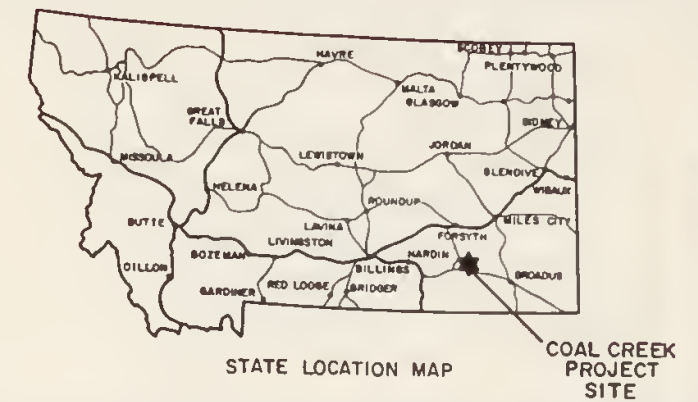 HAVRE
SCOBEY
PLENTYWOOD
KALISPELL
MALTA
GLASGOW
GREAT
FALLS
SIDNEY
JORDAN
LEWISTOWN
MISSOULA
GLENDIVE
WIBAUX
HELENA
ROUNDUP
MILES CITY
LAVINA
FORSYTH
BUTTE
LIVINGSTON
BOZEMAN
HARDIN
BILLINGS
DILLON
BROADUS
RED LODGE
BRIDGER
GARDINER
STATE LOCATION MAP
COAL CREEK
PROJECT
SITE